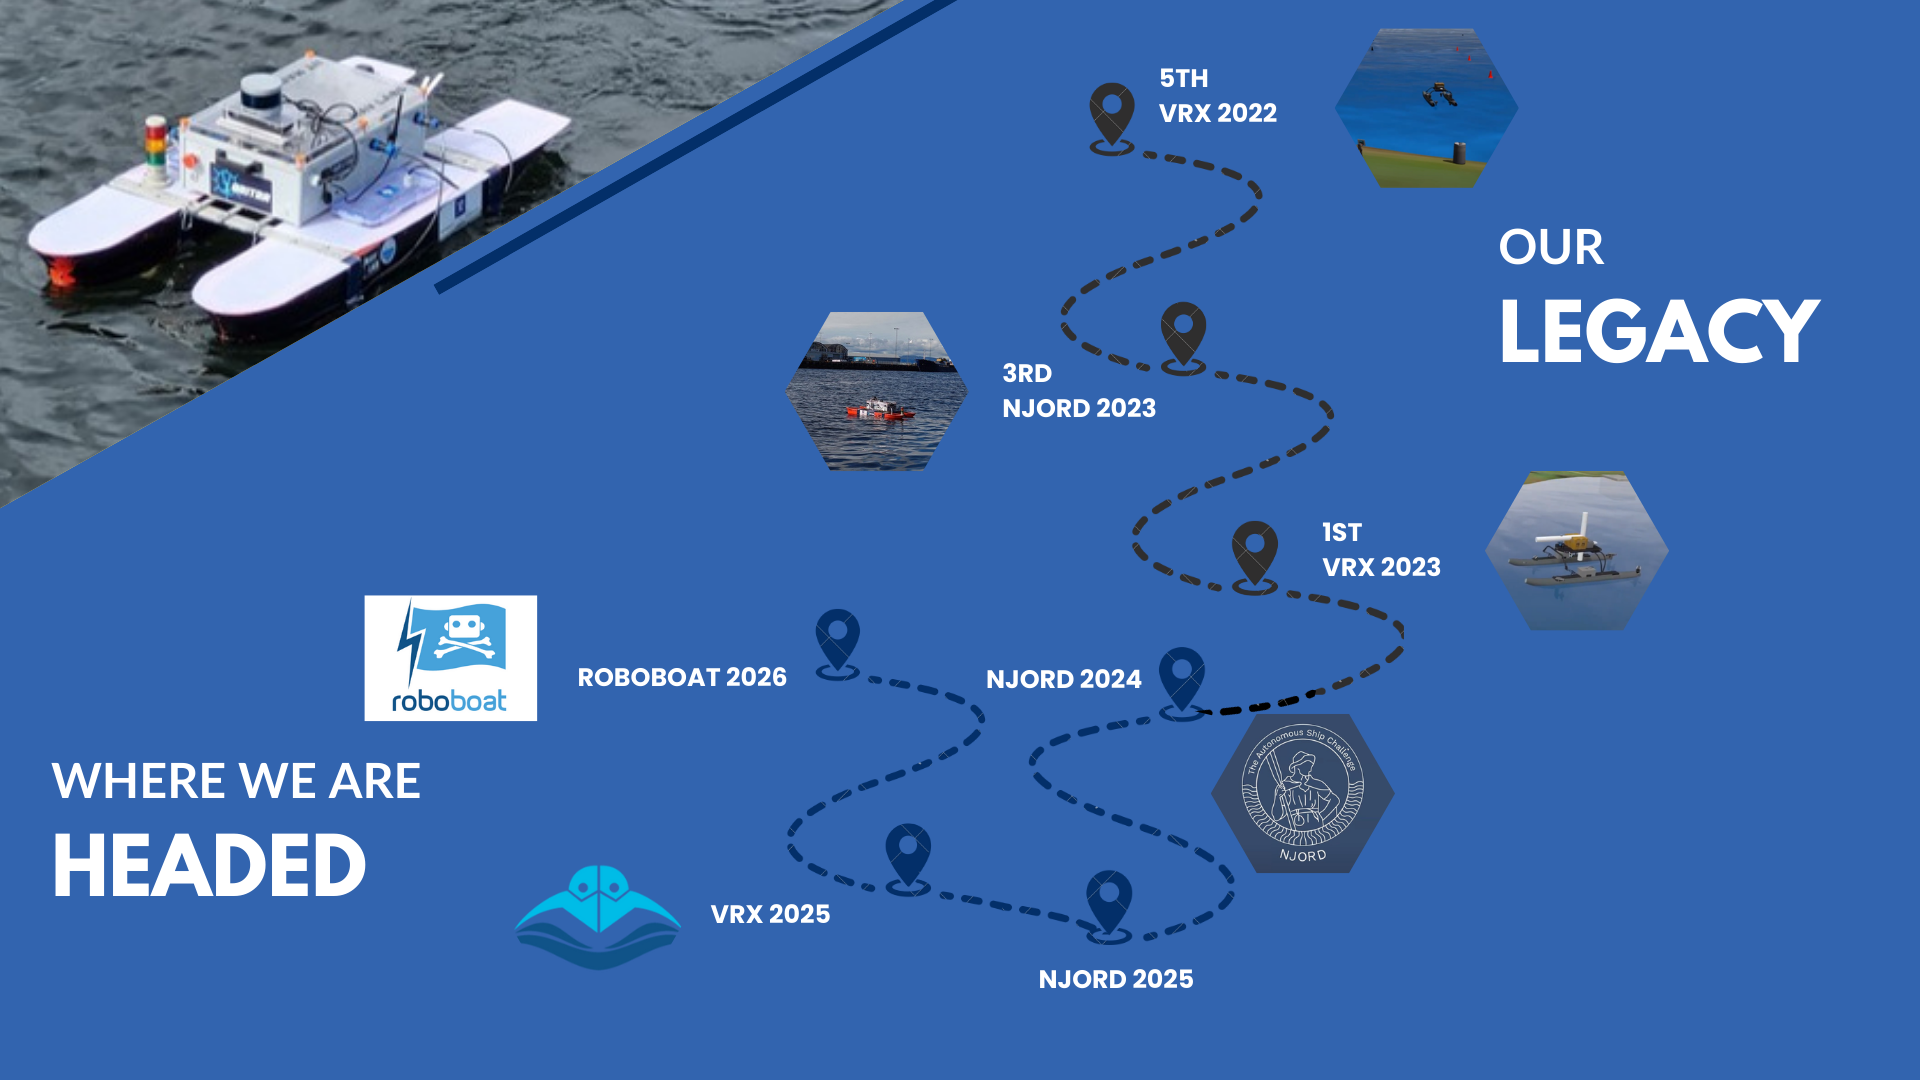 5TH
VRX 2022
OUR
LEGACY
3RD
NJORD 2023
1ST
VRX 2023
roboboat
ROBOBOAT 2026
NJORD 2024
The Autonomous Ship Challenge
NJORD
WHERE WE ARE
HEADED
VRX 2025
NJORD 2025